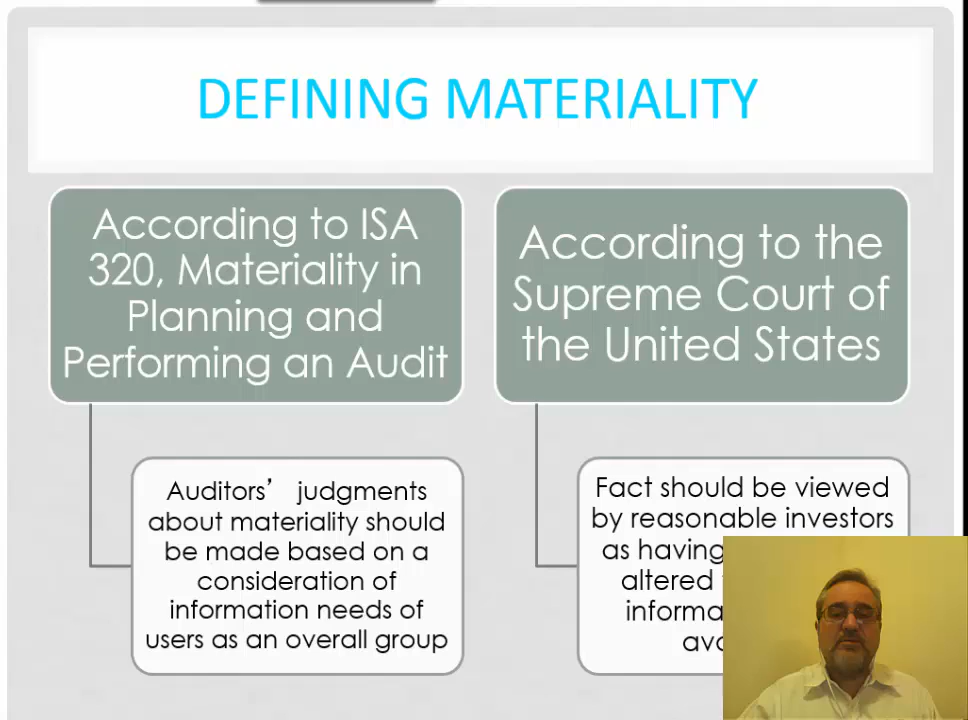 DEFINING MATERIALITY
According to ISA
320, Materiality in
Planning and
Performing an Audit
According to the
Supreme Court of
the United States
Auditors’ judgments
about materiality should
be made based on a
consideration of
information needs of
users as an overall group
Fact should be viewed
by reasonable investors
as having
altered